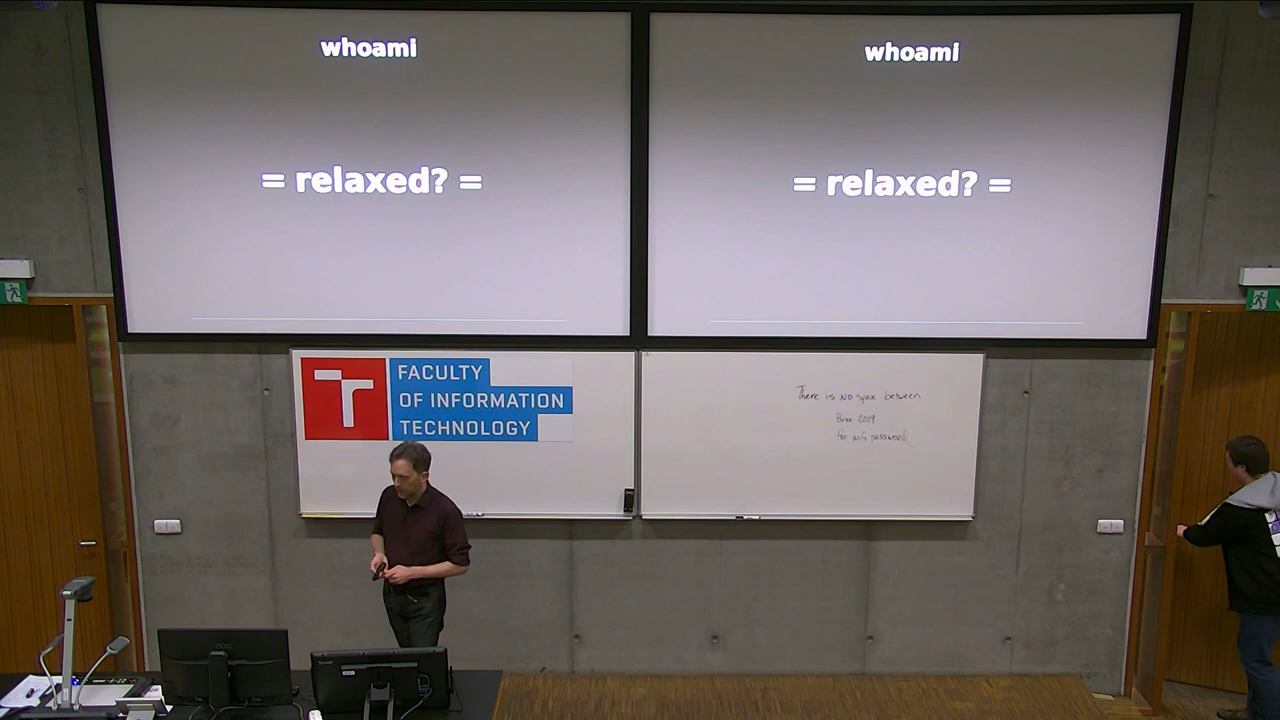 whoami
= relaxed? =
whoami
= relaxed? =
FACULTY
OF INFORMATION
TECHNOLOGY
There is NO space between
Brno 2019
for wifi password